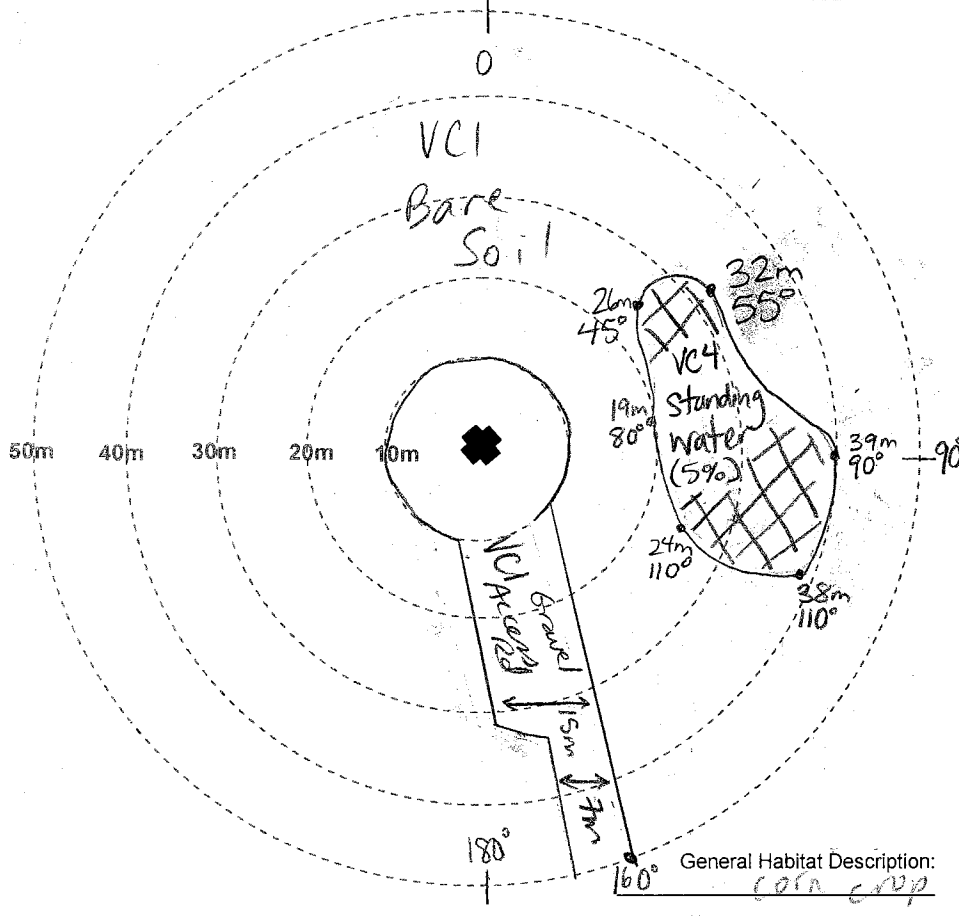 0
VC1
Bare
Soil
26m
45°
32m
55°
VC4
standing
water
(5%)
19m
80°
50m 40m 30m 20m 10m
39m
90°
90°
24m
110°
38m
110°
VC1
Access
Rd
Gravel
15m
7m
180°
160°
General Habitat Description:
corn crop